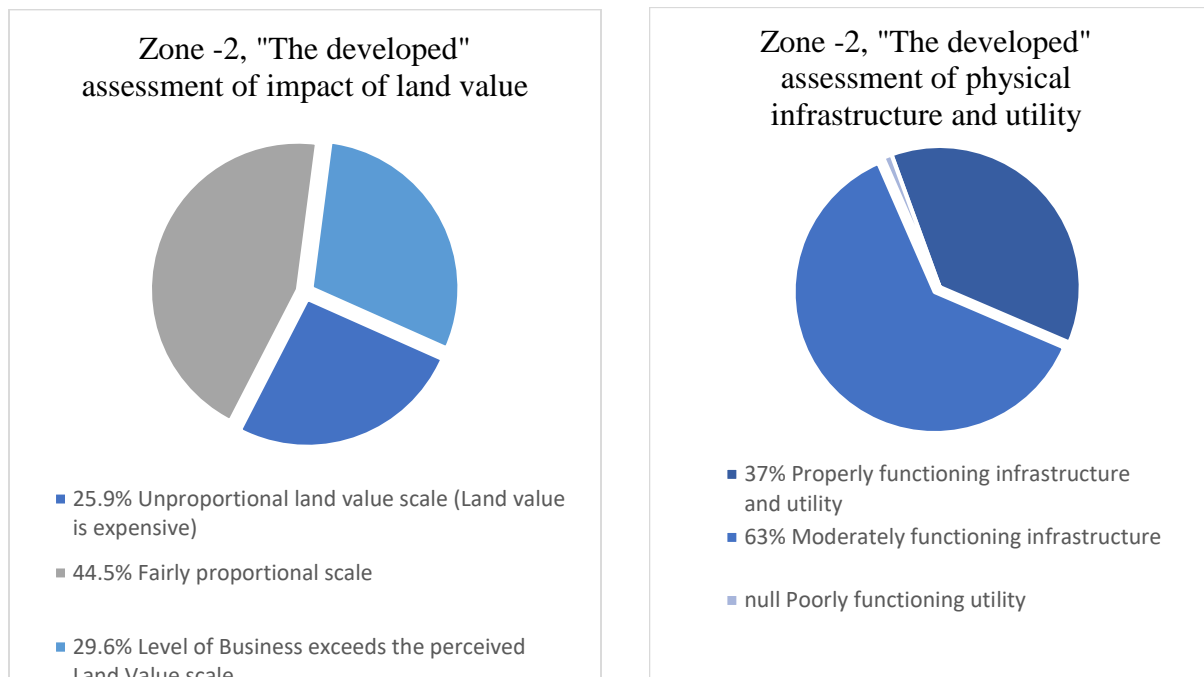 Zone -2, "The developed"
assessment of impact of land value
25.9% Unproportional land value scale (Land value
is expensive)
44.5% Fairly proportional scale
29.6% Level of Business exceeds the perceived
Land Value scale
Zone -2, "The developed"
assessment of physical
infrastructure and utility
37% Properly functioning infrastructure
and utility
63% Moderately functioning infrastructure
null Poorly functioning utility